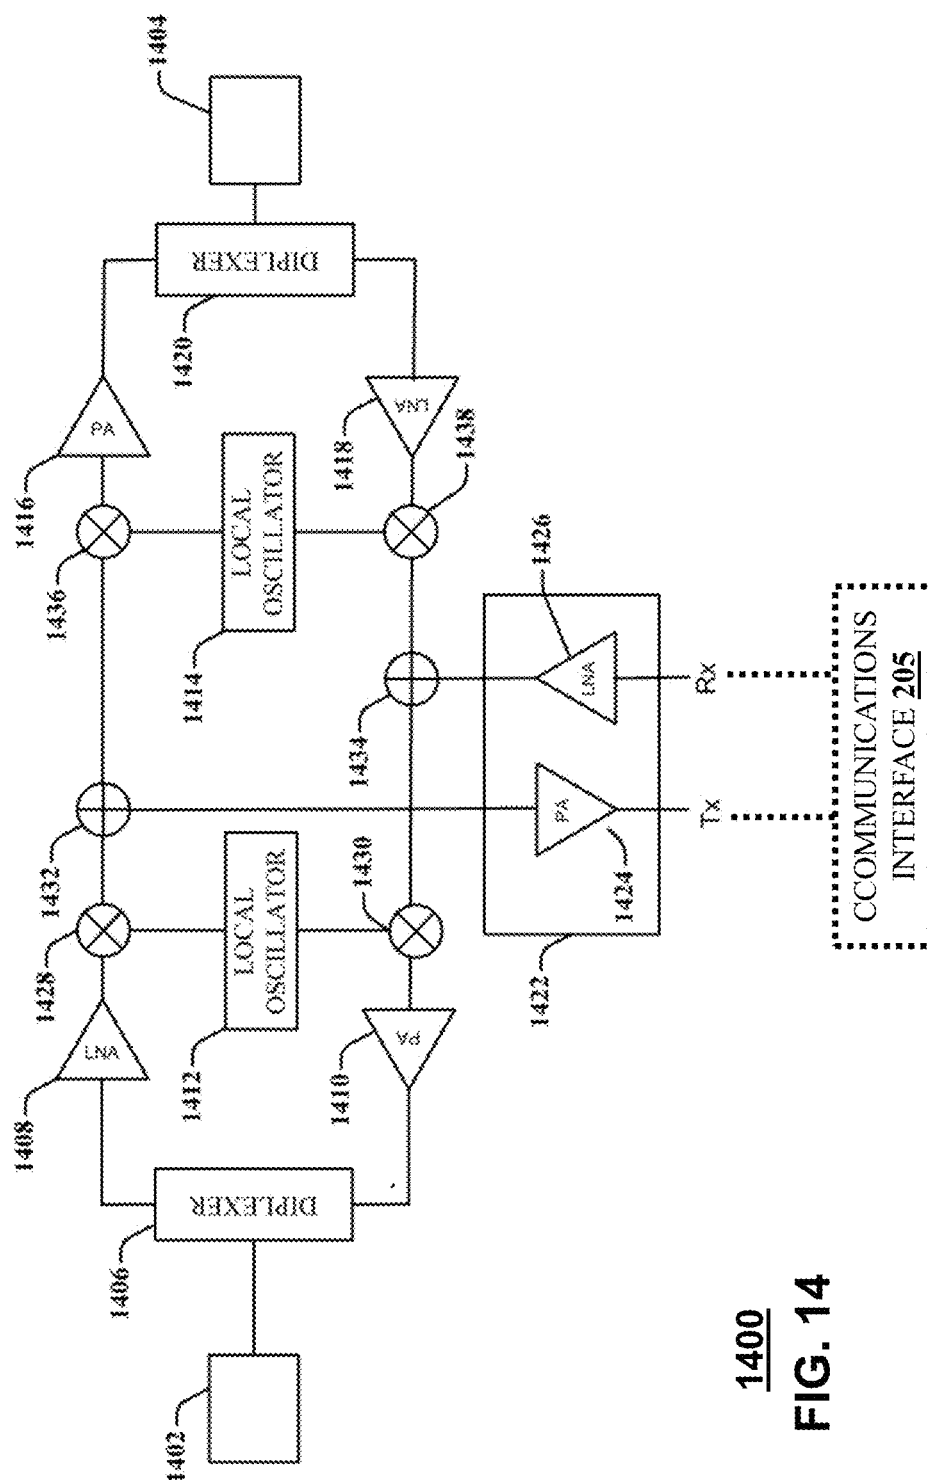 1404
DIPLEXER
1420
PA
1416
LNA
1418
1438
LOCAL
OSCILLATOR
1414
1436
1426
LNA
Rx
1434
1432
PA
1424
Tx
CCOMMUNICATIONS
INTERFACE 205
1422
1430
LOCAL
OSCILLATOR
1412
1428
LNA
1408
PA
1410
DIPLEXER
1406
1402
1400
FIG. 14